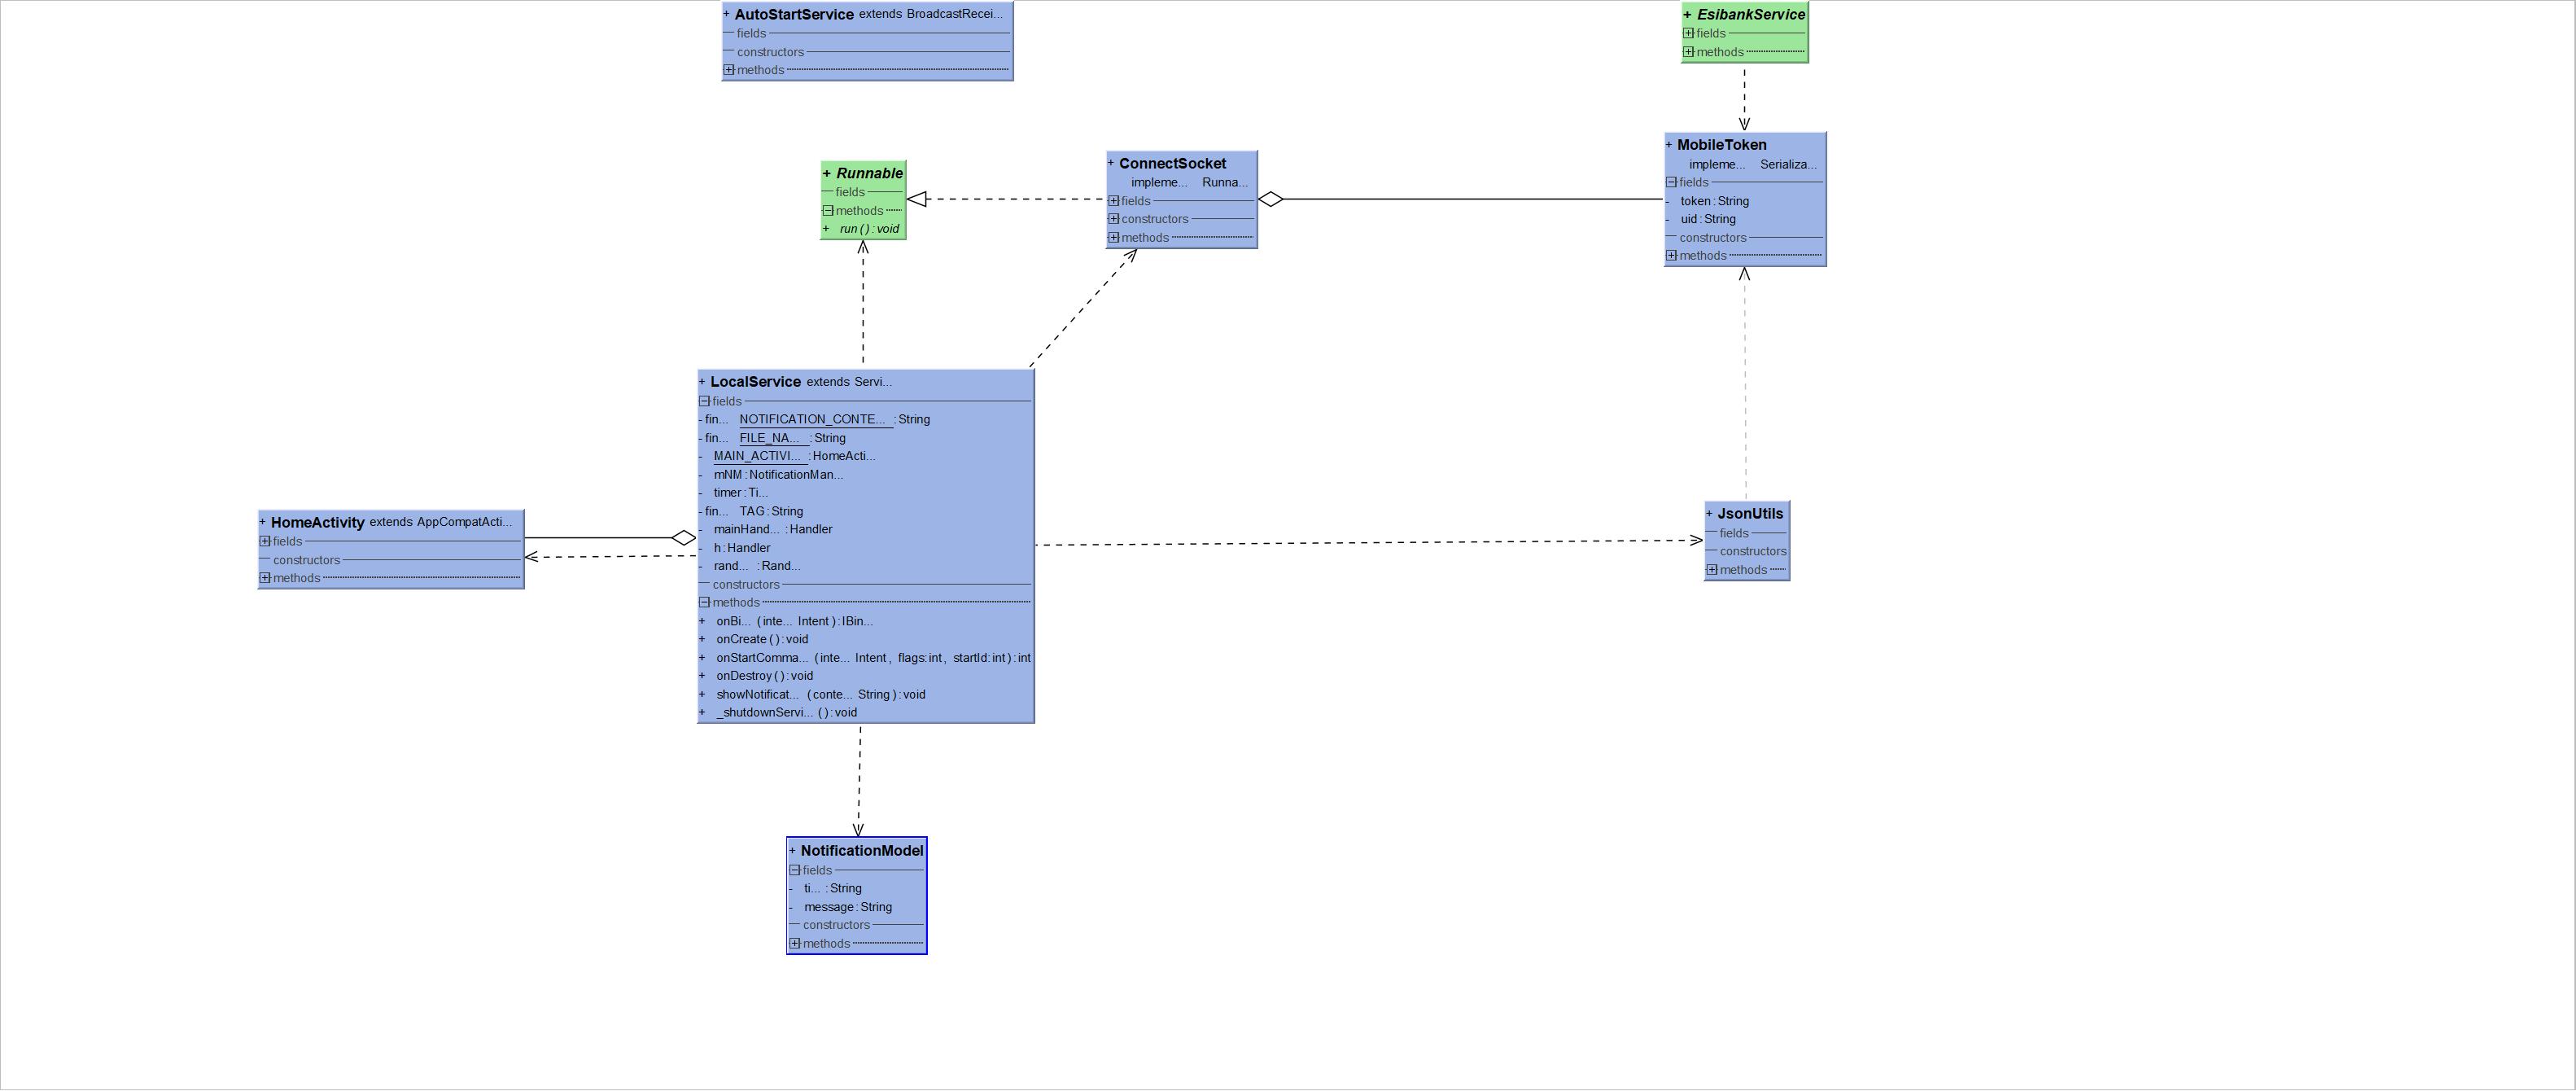 + AutoStartService extends BroadcastRecei...
fields
constructors
methods
+ EsibankService
fields
methods
+ Runnable
fields
methods
+ run():void
+ ConnectSocket
impleme... Runna...
fields
constructors
methods
+ MobileToken
impleme... Serializa...
fields
- token:String
- uid:String
constructors
methods
+ LocalService extends Servi...
fields
- fin... NOTIFICATION_CONTE... :String
- fin... FILE_NA... :String
- MAIN_ACTIVI... :HomeActi...
- mNM:NotificationMan...
- timer:Ti...
- fin... TAG:String
- mainHand... :Handler
- h:Handler
- rand... :Rand...
constructors
methods
+ onBi... (inte... Intent):IBin...
+ onCreate():void
+ onStartComma... (inte... Intent, flags:int, startId:int):int
+ onDestroy():void
+ showNotificat... (conte... String):void
+ _shutdownServi... ():void
+ HomeActivity extends AppCompatActi...
fields
constructors
methods
+ JsonUtils
fields
constructors
methods
+ NotificationModel
fields
- ti... :String
- message:String
constructors
methods